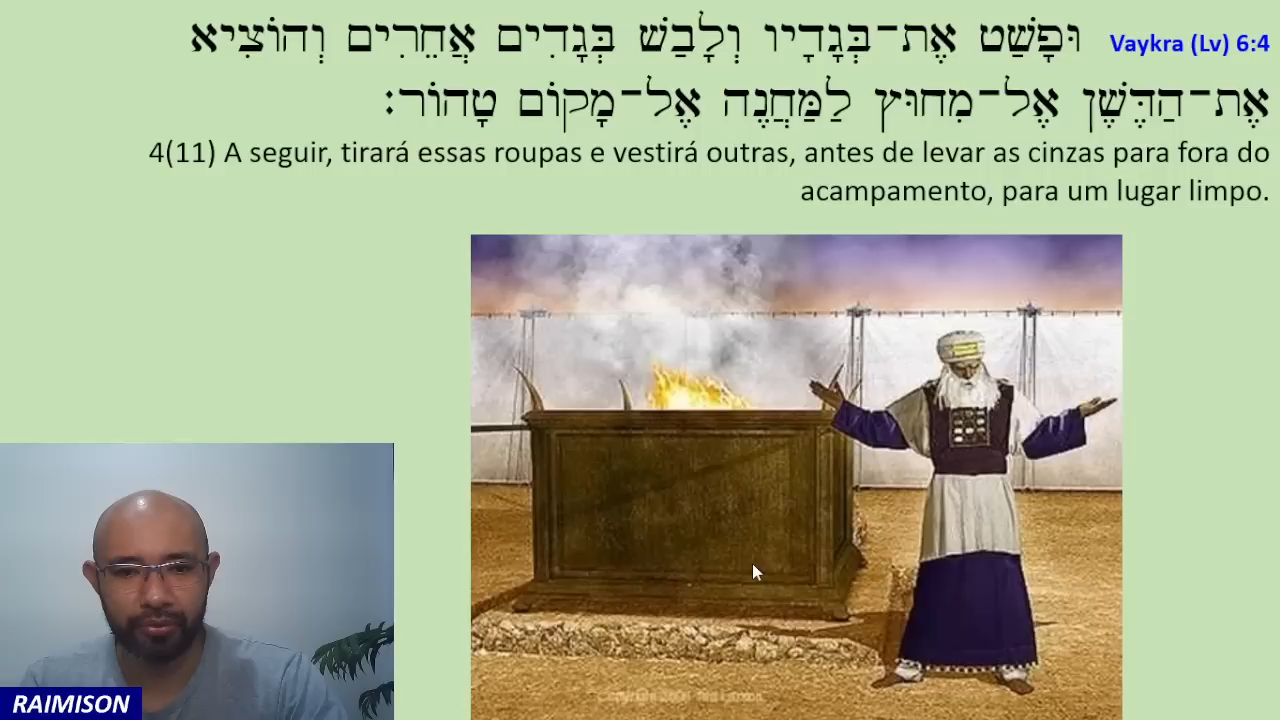 Vaykra (Lv) 6:4 וּפָשַׁט אֶת־בְּגָדָיו וְלָבַשׁ בְּגָדִים אֲחֵרִים וְהוֹצִיא
אֶת־הַדֶּשֶׁן אֶל־מִחוּץ לַמַּחֲנֶה אֶל־מָקוֹם טָהוֹר׃
4(11) A seguir, tirará essas roupas e vestirá outras, antes de levar as cinzas para fora do
acampamento, para um lugar limpo.
RAIMISON